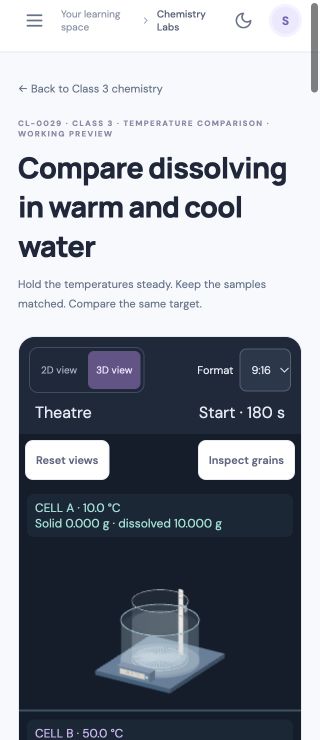 Your learning space › Chemistry Labs
S
← Back to Class 3 chemistry
CL-0029 · CLASS 3 · TEMPERATURE COMPARISON ·
WORKING PREVIEW
Compare dissolving
in warm and cool
water
Hold the temperatures steady. Keep the samples
matched. Compare the same target.
2D view 3D view Format 9:16
Theatre Start · 180 s
Reset views Inspect grains
CELL A · 10.0 °C
Solid 0.000 g · dissolved 10.000 g
CELL B · 50.0 °C